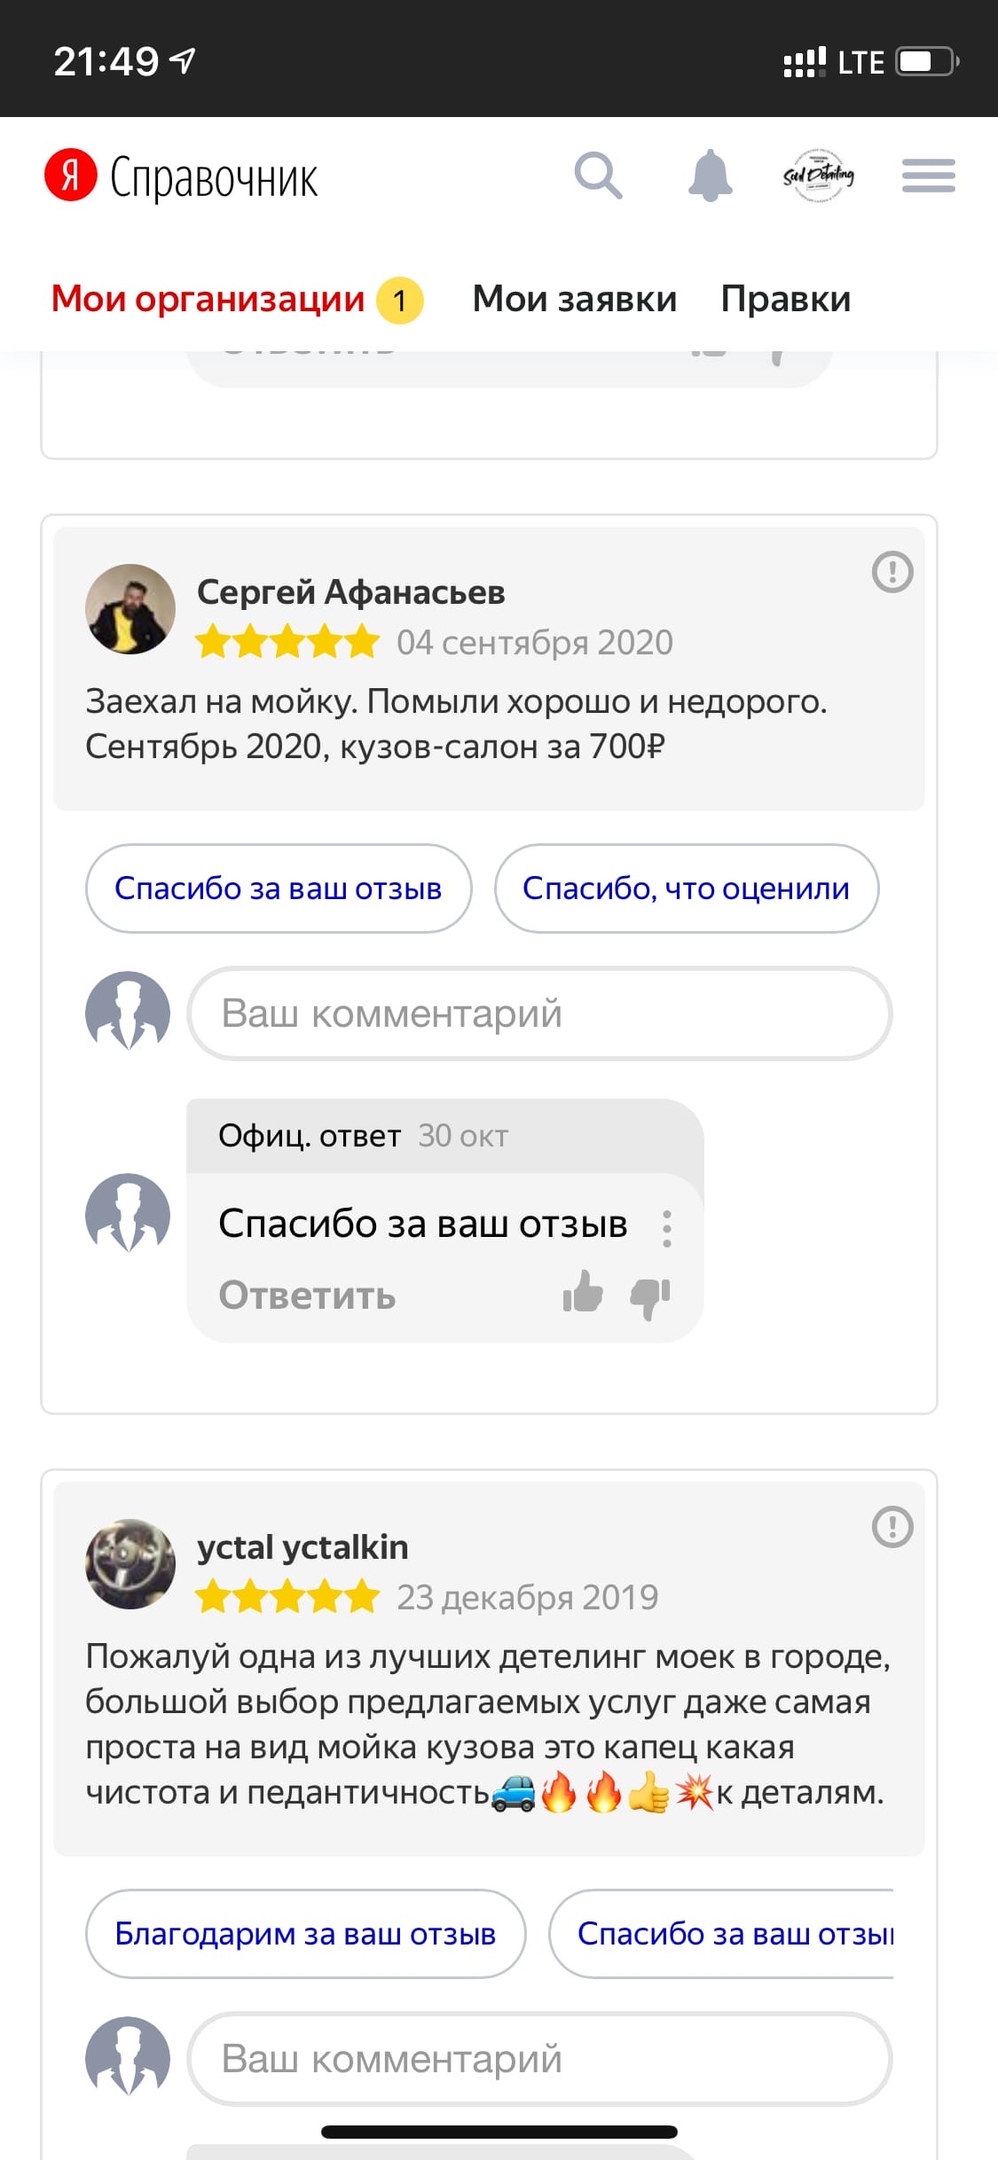 21:49
LTE
Я Справочник
Sold Detailing
Мои организации 1 Мои заявки Правки
Ответить
Сергей Афанасьев
04 сентября 2020
Заехал на мойку. Помыли хорошо и недорого.
Сентябрь 2020, кузов-салон за 700₽
Спасибо за ваш отзыв Спасибо, что оценили
Ваш комментарий
Офиц. ответ 30 окт
Спасибо за ваш отзыв
Ответить
yctal yctalkin
23 декабря 2019
Пожалуй одна из лучших детелинг моек в городе,
большой выбор предлагаемых услуг даже самая
проста на вид мойка кузова это капец какая
чистота и педантичность🚙🔥🔥👍💥к деталям.
Благодарим за ваш отзыв Спасибо за ваш отзы
Ваш комментарий